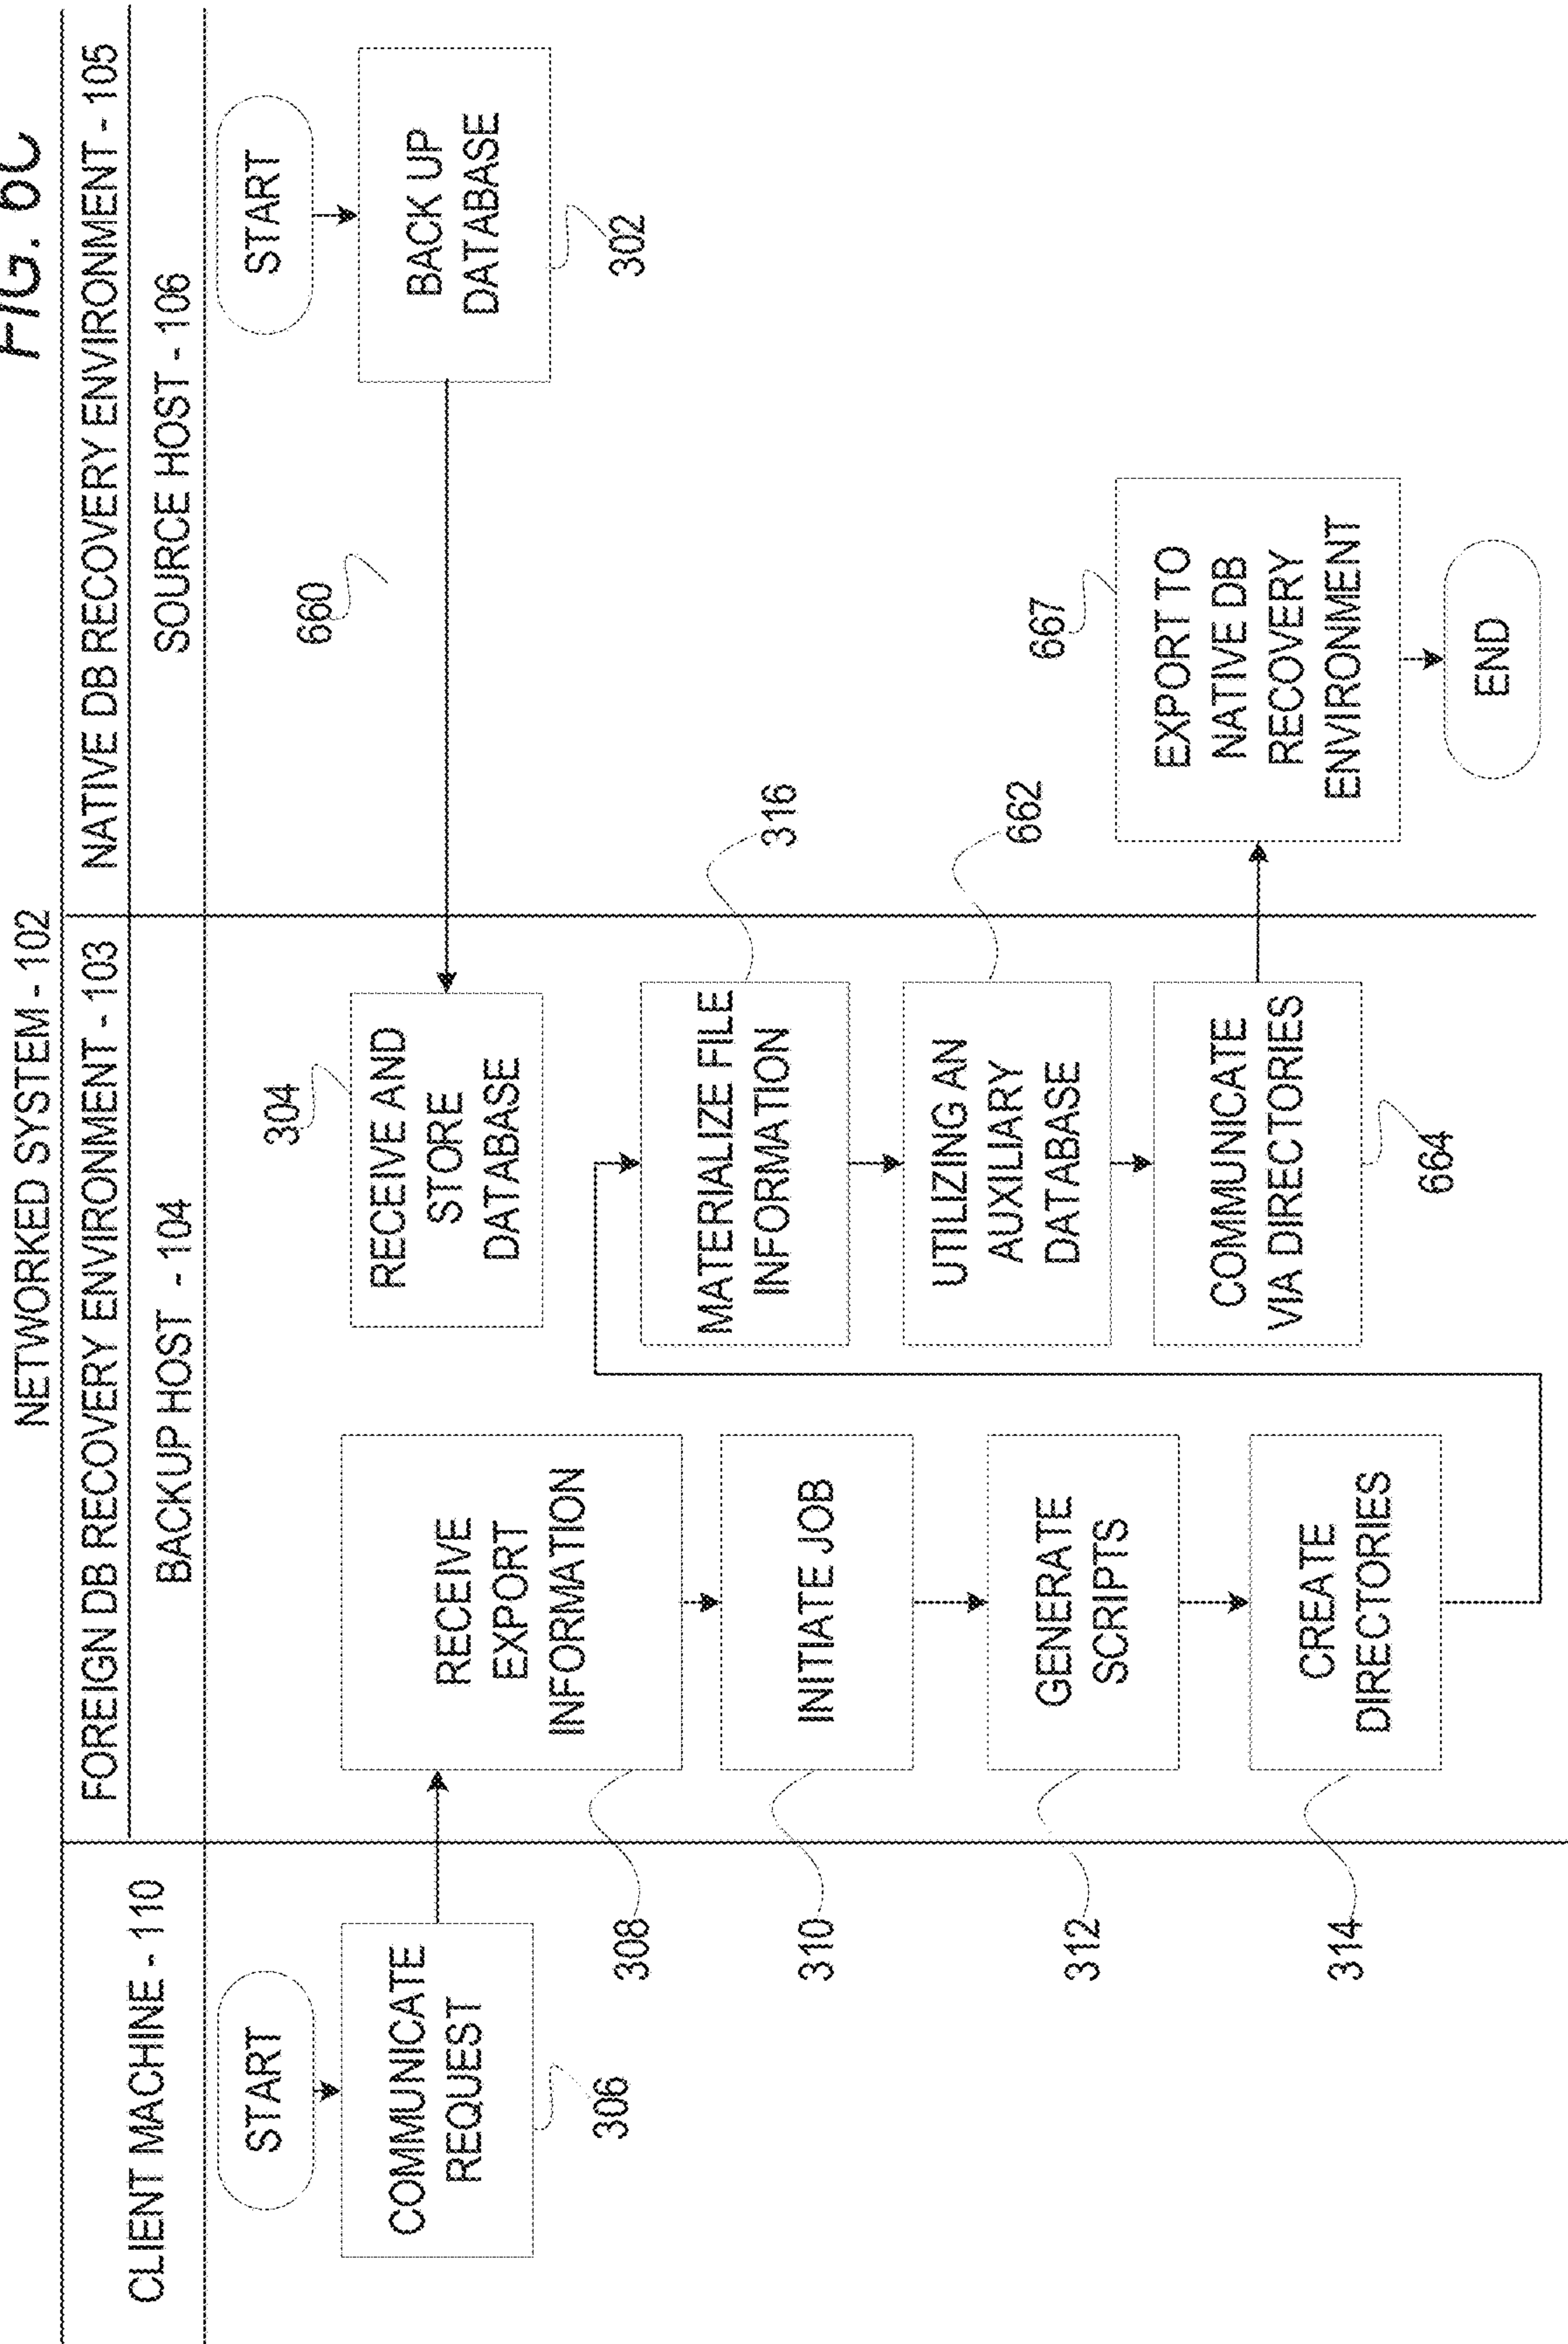 NETWORKED SYSTEM - 102
FIG. 6C
CLIENT MACHINE - 110
FOREIGN DB RECOVERY ENVIRONMENT - 103
NATIVE DB RECOVERY ENVIRONMENT - 105
BACKUP HOST - 104
SOURCE HOST - 106
START
COMMUNICATE
REQUEST
306
RECEIVE
EXPORT
INFORMATION
308
INITIATE JOB
310
GENERATE
SCRIPTS
312
CREATE
DIRECTORIES
314
304
RECEIVE AND
STORE
DATABASE
MATERIALIZE FILE
INFORMATION
316
UTILIZING AN
AUXILIARY
DATABASE
662
COMMUNICATE
VIA DIRECTORIES
664
START
BACK UP
DATABASE
302
660
667
EXPORT TO
NATIVE DB
RECOVERY
ENVIRONMENT
END